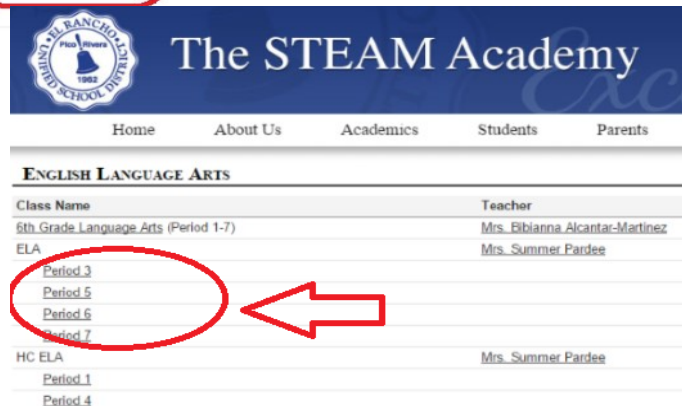 EL RANCHO
UNIFIED SCHOOL DISTRICT
Pico Rivera
1962
The STEAM Academy
Home About Us Academics Students Parents
ENGLISH LANGUAGE ARTS
Class Name Teacher
6th Grade Language Arts (Period 1-7) Mrs. Bibianna Alcantar-Martinez
ELA Mrs. Summer Pardee
Period 3
Period 5
Period 6
Period 7
HC ELA Mrs. Summer Pardee
Period 1
Period 4